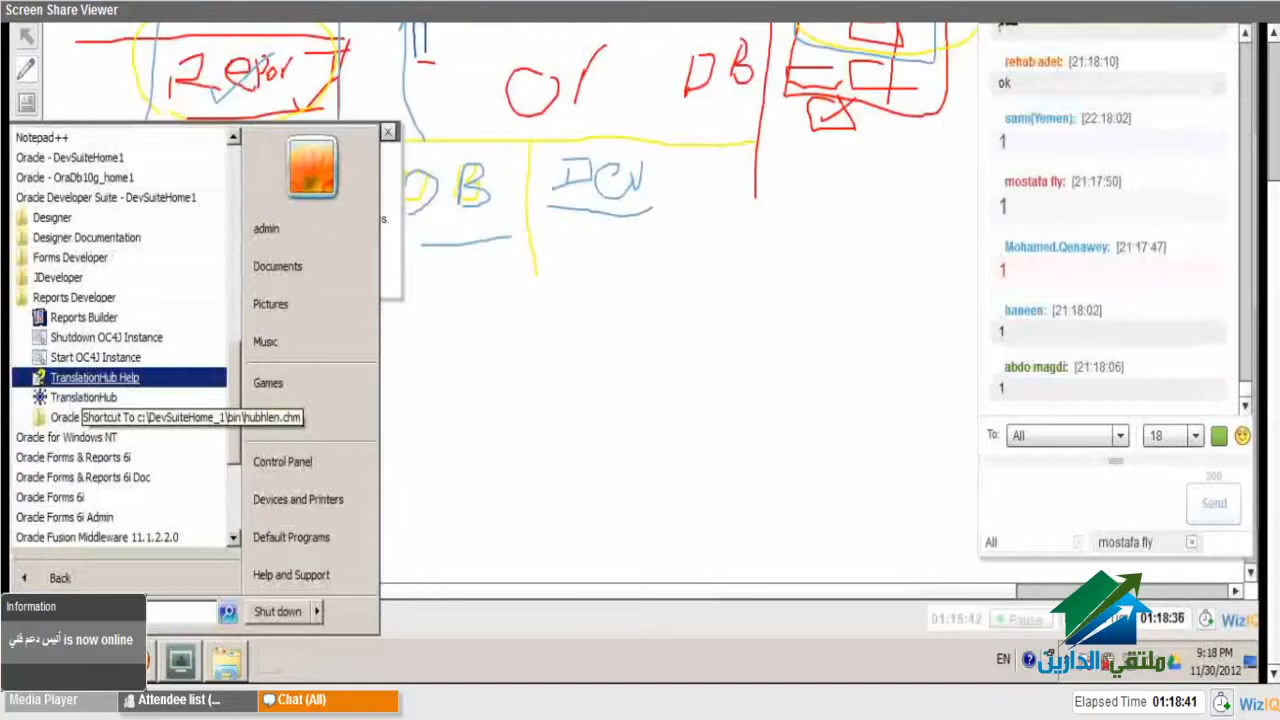 Screen Share Viewer
Repor
Or
DB
DB
Dev
Notepad++
Oracle - DevSuiteHome1
Oracle - OraDb10g_home1
Oracle Developer Suite - DevSuiteHome1
Designer
Designer Documentation
Forms Developer
JDeveloper
Reports Developer
Reports Builder
Shutdown OC4J Instance
Start OC4J Instance
TranslationHub Help
TranslationHub
Oracle
Shortcut To c:\DevSuiteHome_1\bin\hubhlen.chm
Oracle for Windows NT
Oracle Forms & Reports 6i
Oracle Forms & Reports 6i Doc
Oracle Forms 6i
Oracle Forms 6i Admin
Oracle Fusion Middleware 11.1.2.2.0
Back
admin
Documents
Pictures
Music
Games
Control Panel
Devices and Printers
Default Programs
Help and Support
Shut down
s.
rehab adel: [21:18:10]
ok
sami(Yemen): [22:18:02]
1
mostafa fly: [21:17:50]
1
Mohamed.Qenawey: [21:17:47]
1
haneen: [21:18:02]
1
abdo magdi: [21:18:06]
1
To: All 18
300
Send
All
mostafa fly
Information
أنيس دعم فني is now online
01:15:42 Pause
01:18:36
WizIQ
EN
9:18 PM
11/30/2012
ملتقي الدارين
Media Player
Attendee list (...
Chat (All)
Elapsed Time 01:18:41
WizIQ